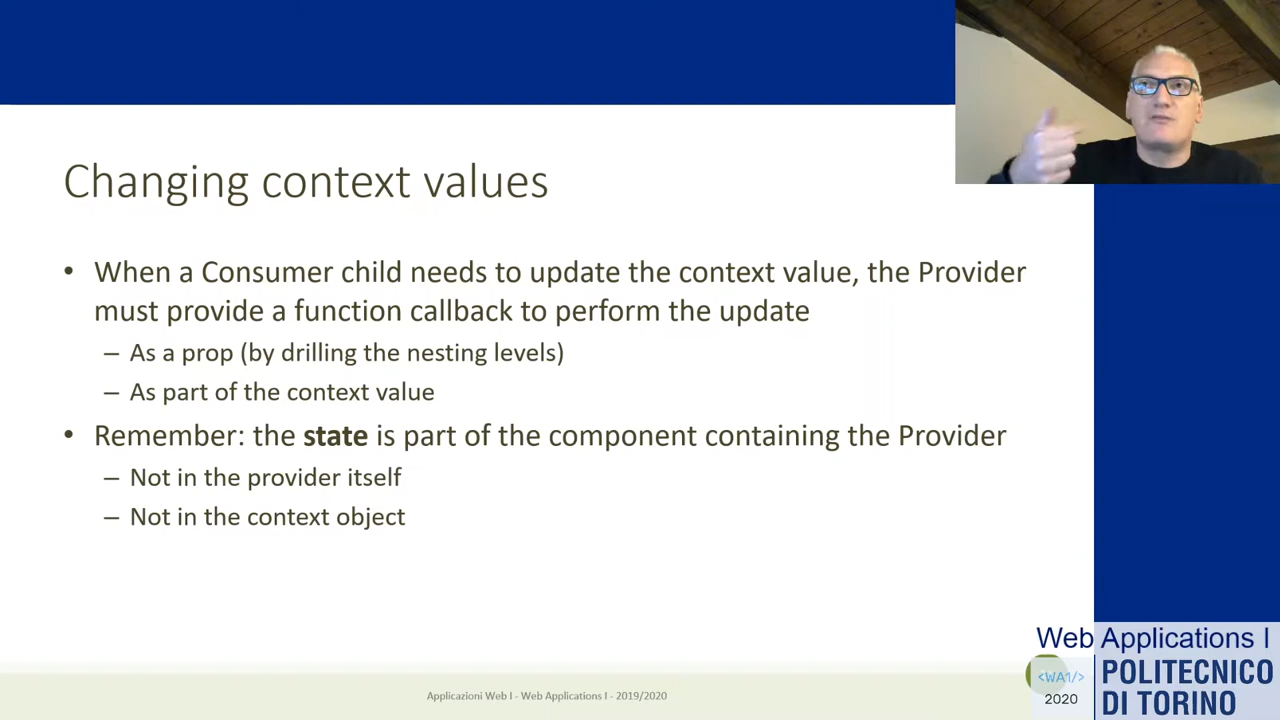 Changing context values
• When a Consumer child needs to update the context value, the Provider
must provide a function callback to perform the update
– As a prop (by drilling the nesting levels)
– As part of the context value
• Remember: the state is part of the component containing the Provider
– Not in the provider itself
– Not in the context object
Applicazioni Web I - Web Applications I - 2019/2020
Web Applications I
<WA1/>
2020
POLITECNICO
DI TORINO